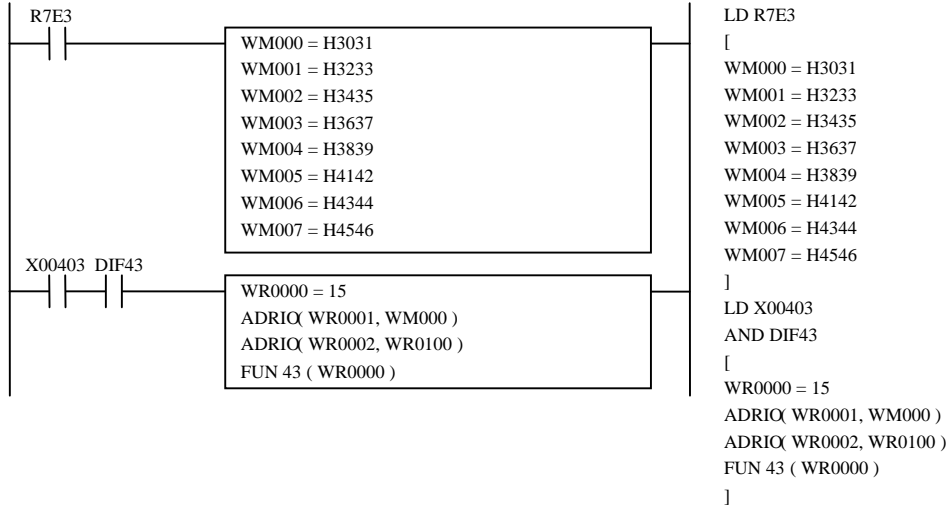 R7E3
WM000 = H3031
WM001 = H3233
WM002 = H3435
WM003 = H3637
WM004 = H3839
WM005 = H4142
WM006 = H4344
WM007 = H4546
X00403 DIF43
WR0000 = 15
ADRIO( WR0001, WM000 )
ADRIO( WR0002, WR0100 )
FUN 43 ( WR0000 )
LD R7E3
[
WM000 = H3031
WM001 = H3233
WM002 = H3435
WM003 = H3637
WM004 = H3839
WM005 = H4142
WM006 = H4344
WM007 = H4546
]
LD X00403
AND DIF43
[
WR0000 = 15
ADRIO( WR0001, WM000 )
ADRIO( WR0002, WR0100 )
FUN 43 ( WR0000 )
]